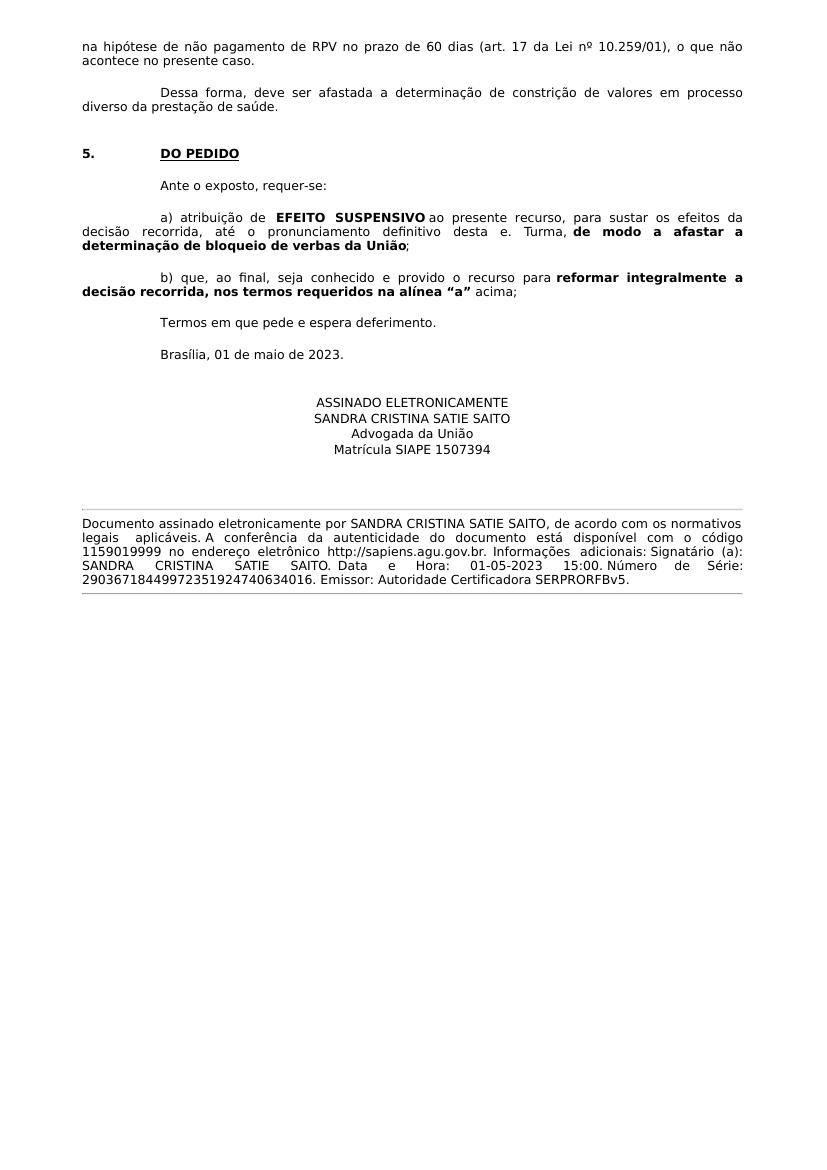 na hipótese de não pagamento de RPV no prazo de 60 dias (art. 17 da Lei nº 10.259/01), o que não
acontece no presente caso.
Dessa forma, deve ser afastada a determinação de constrição de valores em processo
diverso da prestação de saúde.
5. DO PEDIDO
Ante o exposto, requer-se:
a) atribuição de EFEITO SUSPENSIVO ao presente recurso, para sustar os efeitos da
decisão recorrida, até o pronunciamento definitivo desta e. Turma, de modo a afastar a
determinação de bloqueio de verbas da União;
b) que, ao final, seja conhecido e provido o recurso para reformar integralmente a
decisão recorrida, nos termos requeridos na alínea “a” acima;
Termos em que pede e espera deferimento.
Brasília, 01 de maio de 2023.
ASSINADO ELETRONICAMENTE
SANDRA CRISTINA SATIE SAITO
Advogada da União
Matrícula SIAPE 1507394
Documento assinado eletronicamente por SANDRA CRISTINA SATIE SAITO, de acordo com os normativos
legais aplicáveis. A conferência da autenticidade do documento está disponível com o código
1159019999 no endereço eletrônico http://sapiens.agu.gov.br. Informações adicionais: Signatário (a):
SANDRA CRISTINA SATIE SAITO. Data e Hora: 01-05-2023 15:00. Número de Série:
29036718449972351924740634016. Emissor: Autoridade Certificadora SERPRORFBv5.